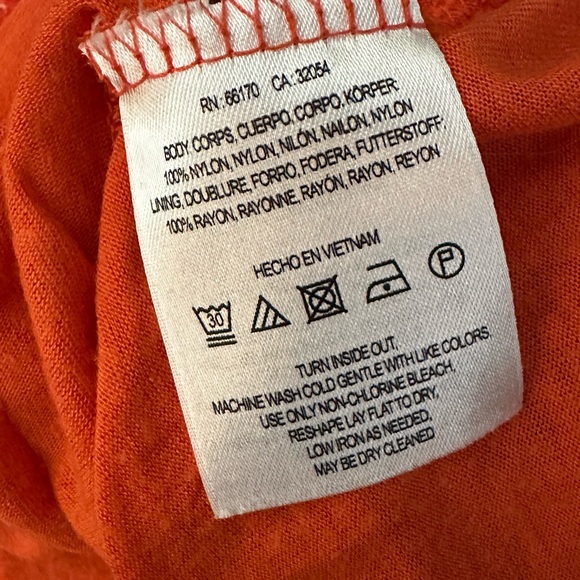 RN: 66170 CA: 32054
BODY, CORPS, CUERPO, CORPO, KÖRPER:
100% NYLON, NYLON, NILÓN, NAILON, NYLON
LINING, DOUBLURE, FORRO, FODERA, FUTTERSTOFF:
100% RAYON, RAYONNE, RAYÓN, RAYON, REYON
HECHO EN VIETNAM
30 P
TURN INSIDE OUT.
MACHINE WASH COLD GENTLE WITH LIKE COLORS.
USE ONLY NON-CHLORINE BLEACH.
RESHAPE LAY FLAT TO DRY,
LOW IRON AS NEEDED.
MAY BE DRY CLEANED